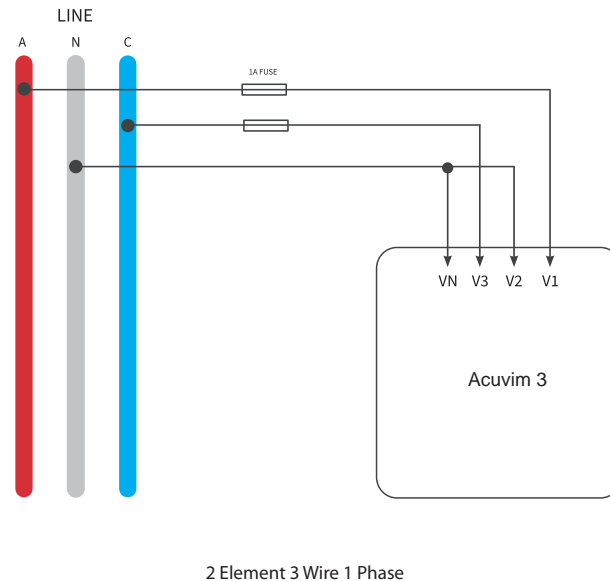 LINE
A N C
1A FUSE
VN V3 V2 V1
Acuvim 3
2 Element 3 Wire 1 Phase